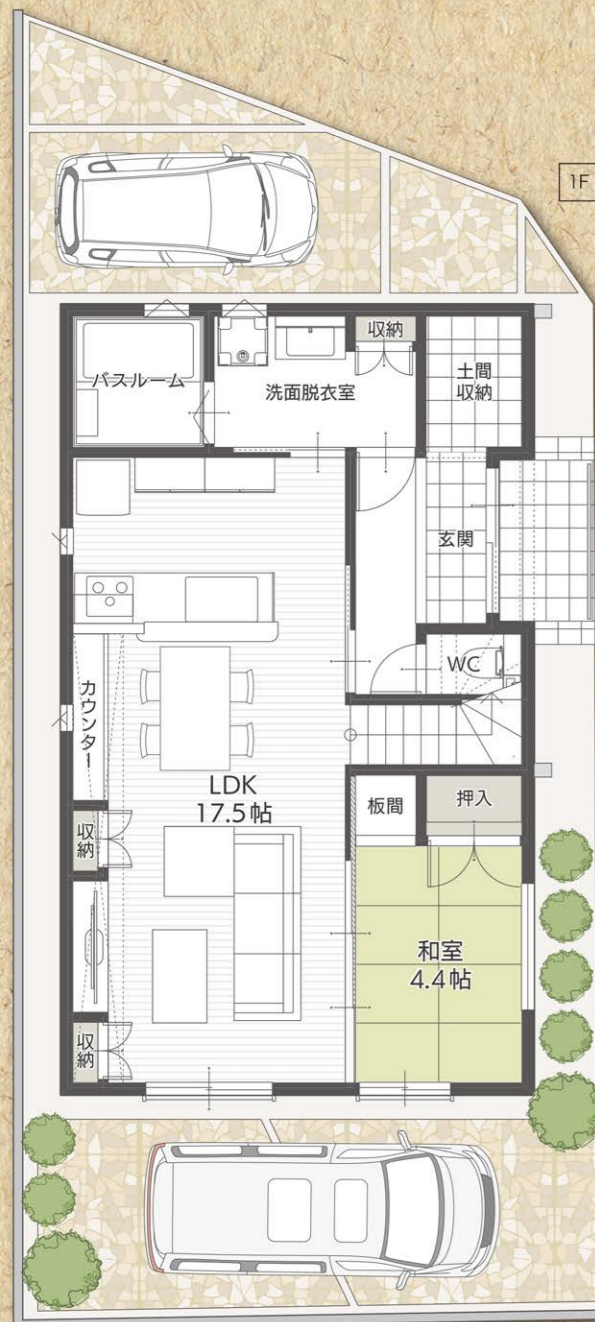 1F
バスルーム
洗面脱衣室
収納
土間
収納
玄関
WC
カウンター
LDK
17.5帖
板間
押入
収納
和室
4.4帖
収納